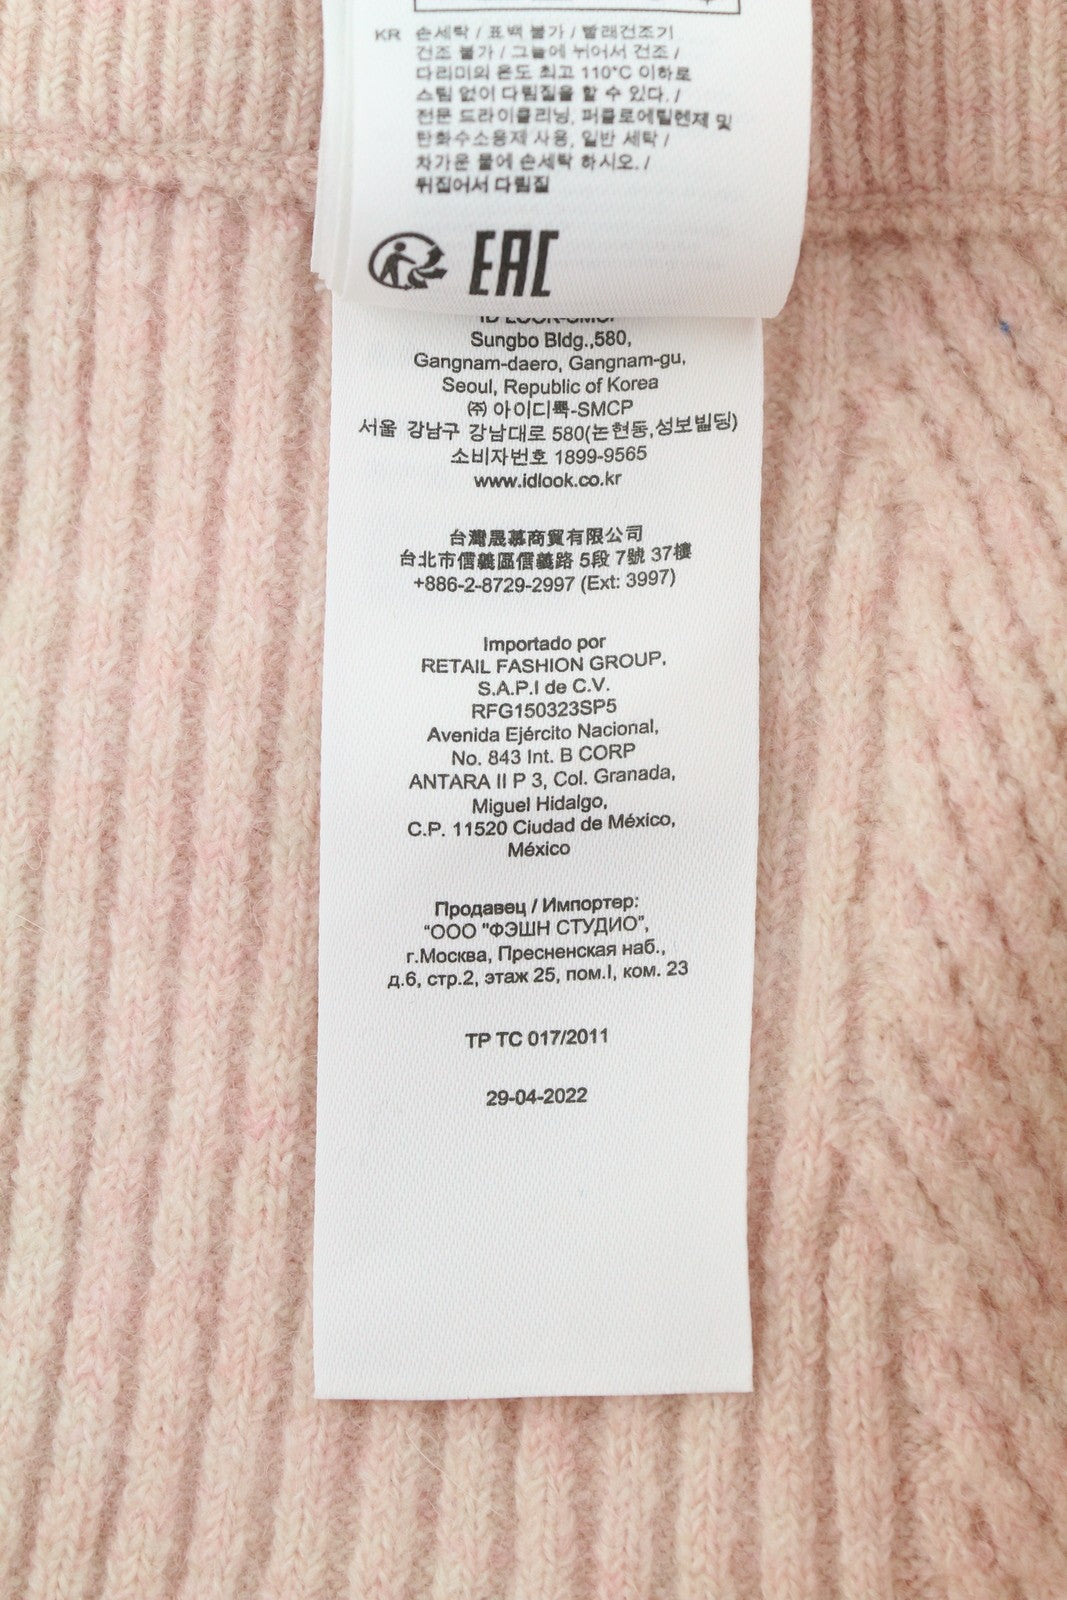 KR 손세탁 / 표백 불가 / 빨래건조기
건조 불가 / 그늘에 뉘어서 건조 /
다리미의 온도 최고 110°C 이하로
스팀 없이 다림질을 할 수 있다. /
전문 드라이클리닝, 퍼클로에틸렌제 및
탄화수소용제 사용, 일반 세탁 /
차가운 물에 손세탁 하시오. /
뒤집어서 다림질
EAC
ID LOOK-SMCP
Sungbo Bldg.,580,
Gangnam-daero, Gangnam-gu,
Seoul, Republic of Korea
㈜ 아이디룩-SMCP
서울 강남구 강남대로 580(논현동,성보빌딩)
소비자번호 1899-9565
www.idlook.co.kr
台灣晟慕商貿有限公司
台北市信義區信義路 5段 7號 37樓
+886-2-8729-2997 (Ext: 3997)
Importado por
RETAIL FASHION GROUP,
S.A.P.I de C.V.
RFG150323SP5
Avenida Ejército Nacional,
No. 843 Int. B CORP
ANTARA II P 3, Col. Granada,
Miguel Hidalgo,
C.P. 11520 Ciudad de México,
México
Продавец / Импортер:
“ООО "ФЭШН СТУДИО”,
г.Москва, Пресненская наб.,
д.6, стр.2, этаж 25, пом.I, ком. 23
ТР ТС 017/2011
29-04-2022